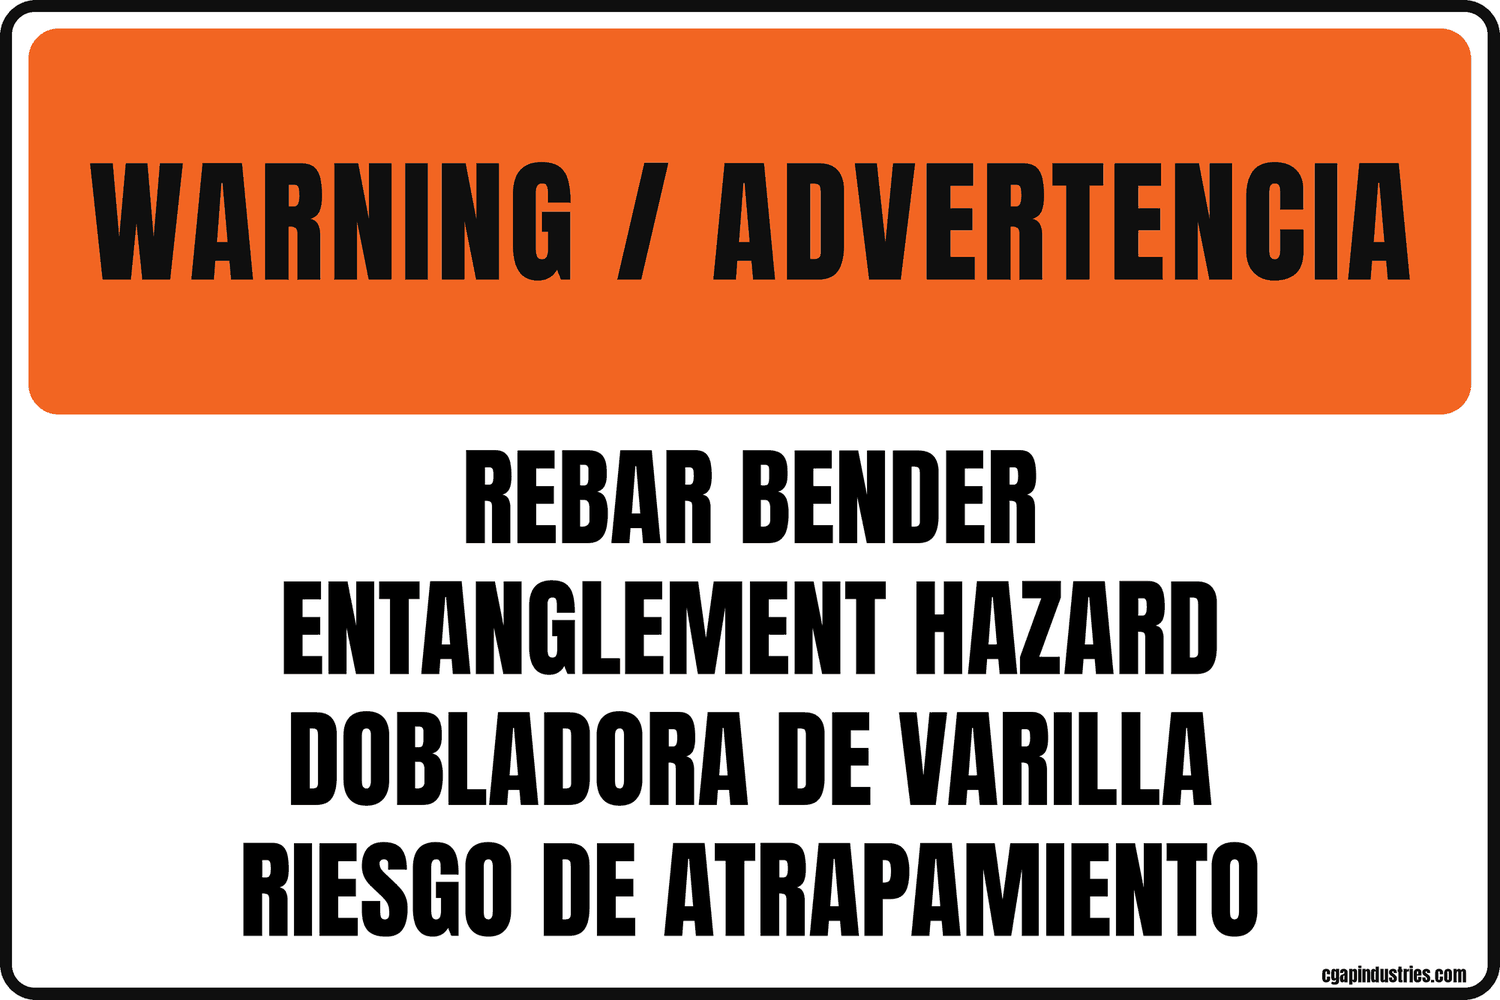 WARNING / ADVERTENCIA
REBAR BENDER
ENTANGLEMENT HAZARD
DOBLADORA DE VARILLA
RIESGO DE ATRAPAMIENTO
cgapindustries.com